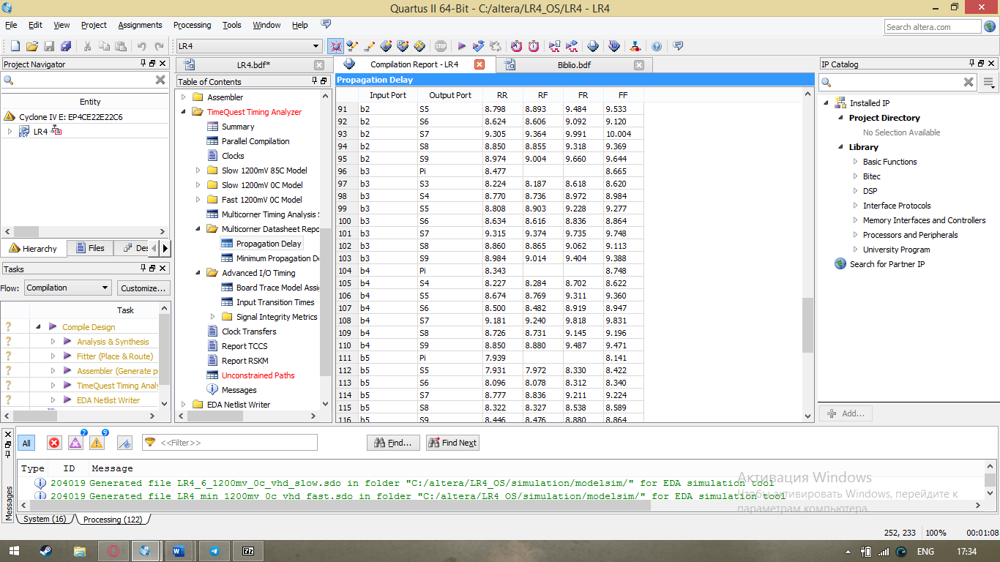 Quartus II 64-Bit - C:/altera/LR4_OS/LR4 - LR4
File Edit View Project Assignments Processing Tools Window Help
Search altera.com
LR4
Project Navigator
Entity
Cyclone IV E: EP4CE22E22C6
LR4
Hierarchy Files
Tasks
Flow: Compilation Customize...
Task
Compile Design
Analysis & Synthesis
Fitter (Place & Route)
Assembler (Generate p
TimeQuest Timing Analy
EDA Netlist Writer
LR4.bdf* Compilation Report - LR4 Biblio.bdf
Table of Contents
Assembler
TimeQuest Timing Analyzer
Summary
Parallel Compilation
Clocks
Slow 1200mV 85C Model
Slow 1200mV 0C Model
Fast 1200mV 0C Model
Multicorner Timing Analysis S
Multicorner Datasheet Repo
Propagation Delay
Minimum Propagation De
Advanced I/O Timing
Board Trace Model Assig
Input Transition Times
Signal Integrity Metrics
Clock Transfers
Report TCCS
Report RSKM
Unconstrained Paths
Messages
EDA Netlist Writer
Propagation Delay
Input Port Output Port RR RF FR FF
91 b2 S5 8.798 8.893 9.484 9.533
92 b2 S6 8.624 8.606 9.092 9.120
93 b2 S7 9.305 9.364 9.991 10.004
94 b2 S8 8.850 8.855 9.318 9.369
95 b2 S9 8.974 9.004 9.660 9.644
96 b3 Pi 8.477 8.665
97 b3 S3 8.224 8.187 8.618 8.620
98 b3 S4 8.770 8.736 8.972 8.984
99 b3 S5 8.808 8.903 9.228 9.277
100 b3 S6 8.634 8.616 8.836 8.864
101 b3 S7 9.315 9.374 9.735 9.748
102 b3 S8 8.860 8.865 9.062 9.113
103 b3 S9 8.984 9.014 9.404 9.388
104 b4 Pi 8.343 8.748
105 b4 S4 8.227 8.284 8.702 8.622
106 b4 S5 8.674 8.769 9.311 9.360
107 b4 S6 8.500 8.482 8.919 8.947
108 b4 S7 9.181 9.240 9.818 9.831
109 b4 S8 8.726 8.731 9.145 9.196
110 b4 S9 8.850 8.880 9.487 9.471
111 b5 Pi 7.939 8.141
112 b5 S5 7.931 7.972 8.330 8.422
113 b5 S6 8.096 8.078 8.312 8.340
114 b5 S7 8.777 8.836 9.211 9.224
115 b5 S8 8.322 8.327 8.538 8.589
116 b5 S9 8.446 8.476 8.880 8.864
IP Catalog
Installed IP
Project Directory
No Selection Available
Library
Basic Functions
Bitec
DSP
Interface Protocols
Memory Interfaces and Controllers
Processors and Peripherals
University Program
Search for Partner IP
Add...
All 2 9 <<Filter>> Find... Find Next
Type ID Message
204019 Generated file LR4_6_1200mv_0c_vhd_slow.sdo in folder "C:/altera/LR4_OS/simulation/modelsim/" for EDA simulation tool
204019 Generated file LR4_min_1200mv_0c_vhd_fast.sdo in folder "C:/altera/LR4_OS/simulation/modelsim/" for EDA simulation tool
Активация Windows
Чтобы активировать Windows, перейдите к
параметрам компьютера.
Messages
System (16) Processing (122)
252, 233 100% 00:01:08
ENG 17:34